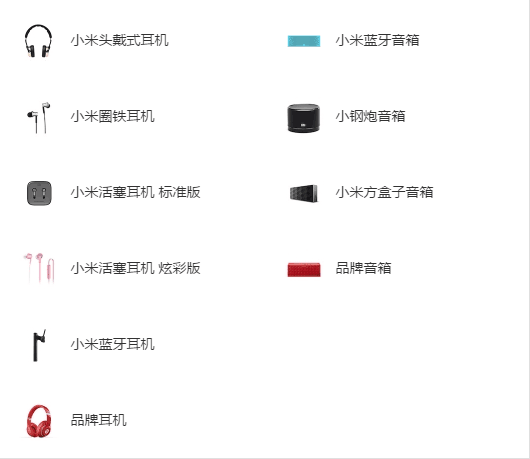 小米头戴式耳机
小米圈铁耳机
小米活塞耳机 标准版
小米活塞耳机 炫彩版
小米蓝牙耳机
品牌耳机
小米蓝牙音箱
小钢炮音箱
小米方盒子音箱
品牌音箱